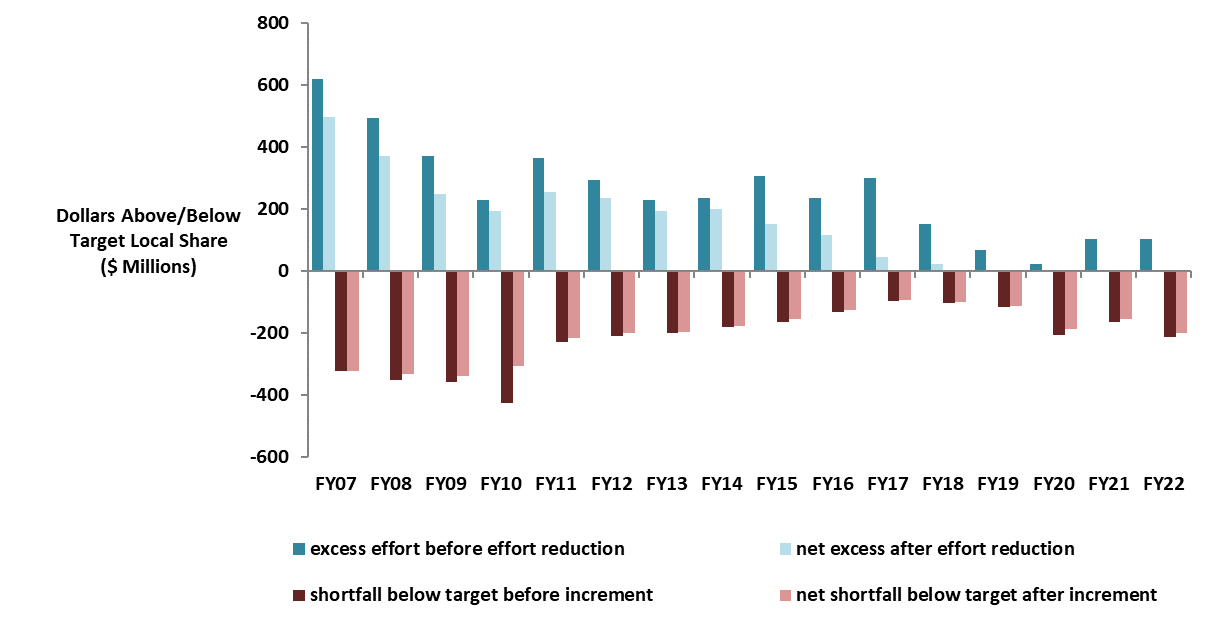 800
600
400
200
0
-200
-400
-600
Dollars Above/Below
Target Local Share
($ Millions)
FY07 FY08 FY09 FY10 FY11 FY12 FY13 FY14 FY15 FY16 FY17 FY18 FY19 FY20 FY21 FY22
excess effort before effort reduction
net excess after effort reduction
shortfall below target before increment
net shortfall below target after increment